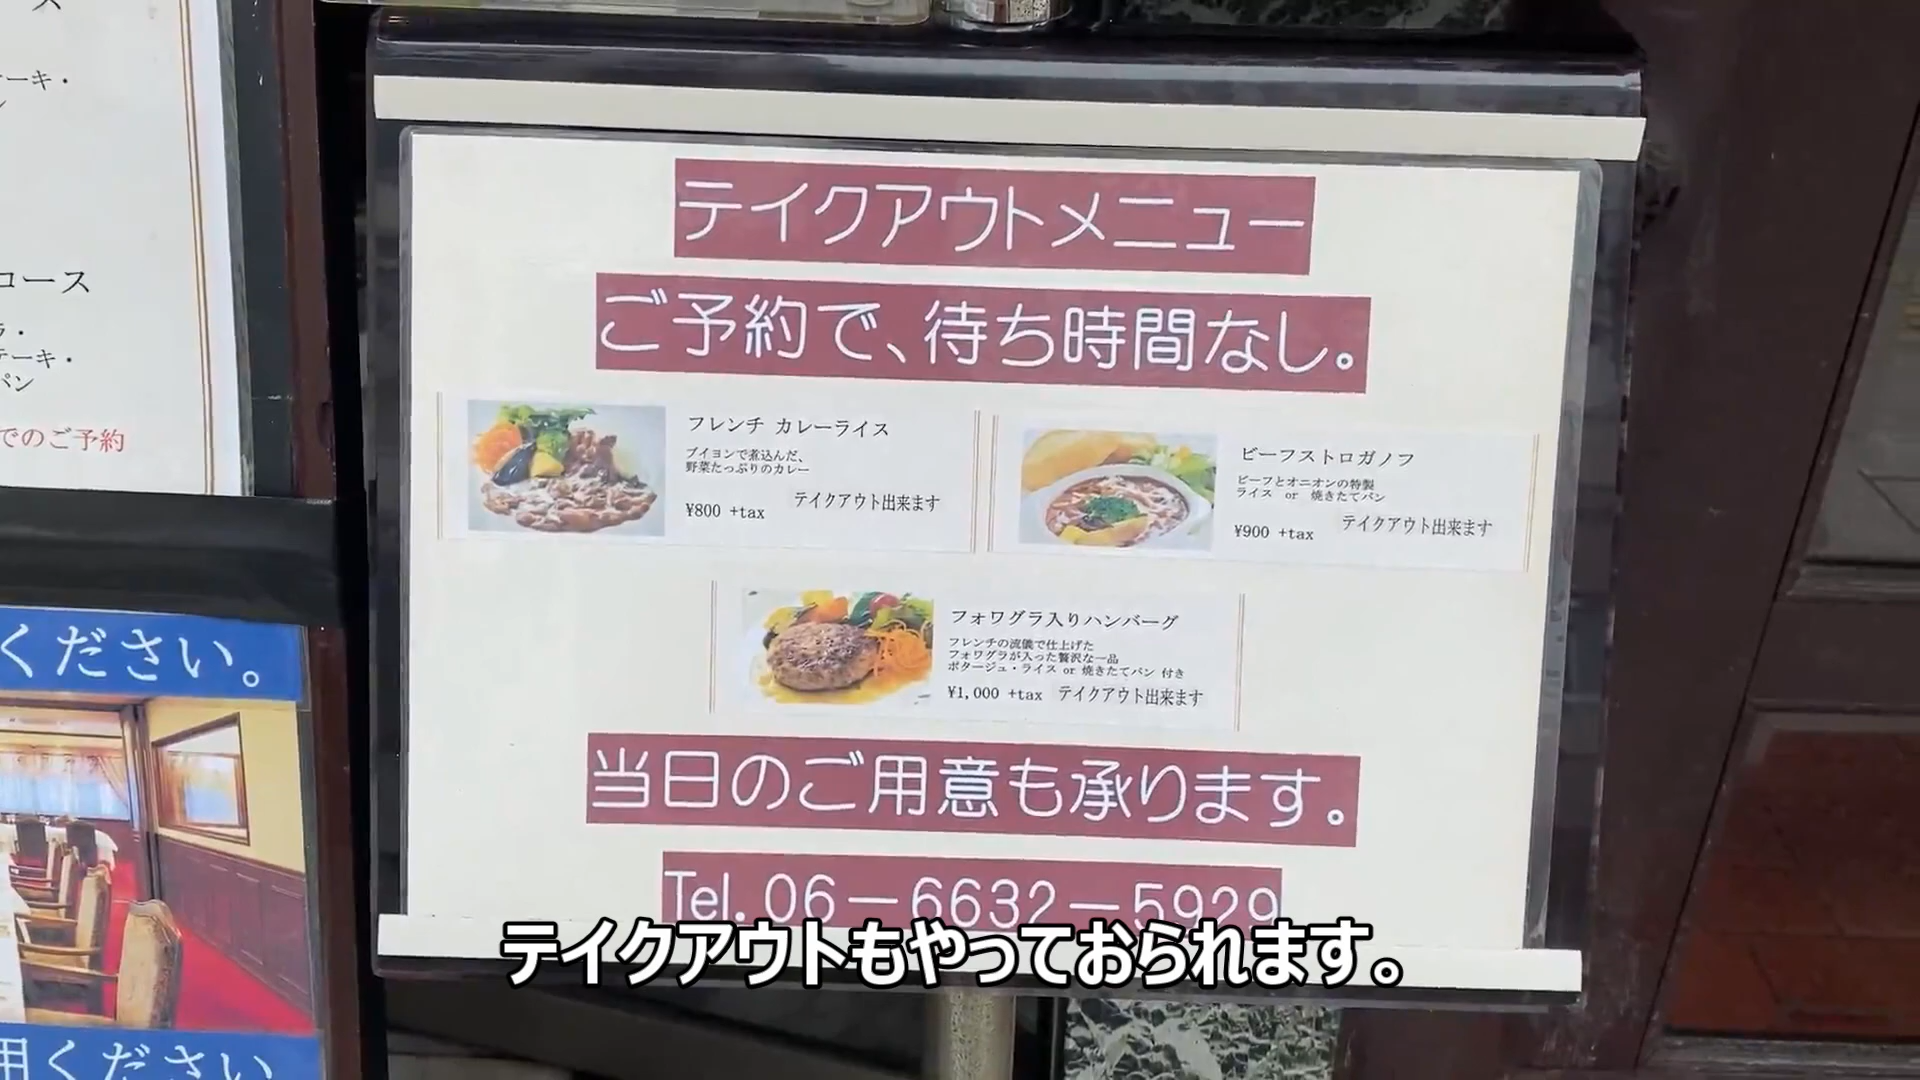 コース
ーキ・
パン
でのご予約
ください。
用ください
テイクアウトメニュー
ご予約で、待ち時間なし。
フレンチ カレーライス
ブイヨンで煮込んだ、
野菜たっぷりのカレー
¥800 +tax テイクアウト出来ます
ビーフストロガノフ
ビーフとオニオンの特製
ライス or 焼きたてパン
¥900 +tax テイクアウト出来ます
フォワグラ入りハンバーグ
フレンチの流儀で仕上げた
フォワグラが入った贅沢な一品
ポタージュ・ライス or 焼きたてパン 付き
¥1,000 +tax テイクアウト出来ます
当日のご用意も承ります。
Tel. 06－6632－5929
テイクアウトもやっておられます。